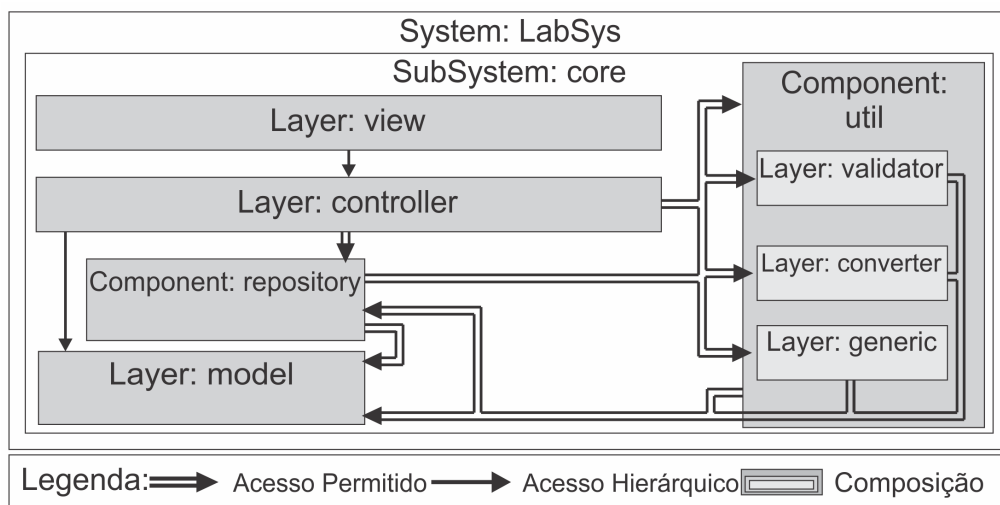 System: LabSys
SubSystem: core
Component:
util
Layer: view
Layer: validator
Layer: controller
Layer: converter
Component: repository
Layer: generic
Layer: model
Legenda: Acesso Permitido Acesso Hierárquico Composição